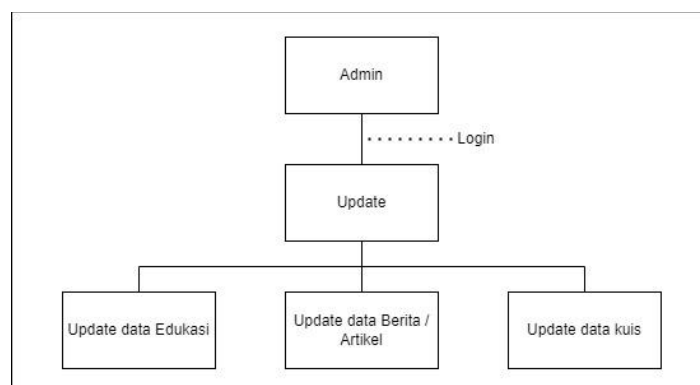 Admin
Login
Update
Update data Edukasi
Update data Berita /
Artikel
Update data kuis